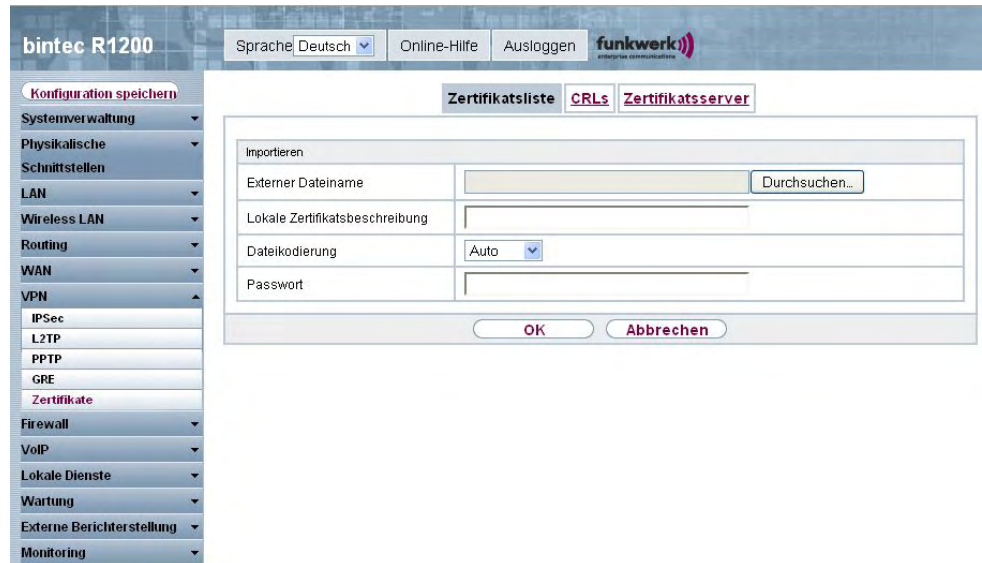 bintec R1200
Sprache Deutsch
Online-Hilfe
Ausloggen
funkwerk
enterprise communications
Konfiguration speichern
Systemverwaltung
Physikalische
Schnittstellen
LAN
Wireless LAN
Routing
WAN
VPN
IPSec
L2TP
PPTP
GRE
Zertifikate
Firewall
VoIP
Lokale Dienste
Wartung
Externe Berichterstellung
Monitoring
Zertifikatsliste CRLs Zertifikatsserver
Importieren
Externer Dateiname Durchsuchen...
Lokale Zertifikatsbeschreibung
Dateikodierung Auto
Passwort
OK Abbrechen